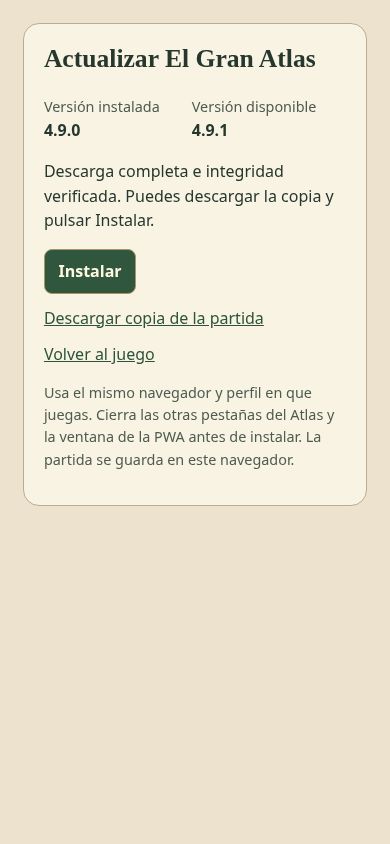 Actualizar El Gran Atlas
Versión instalada
4.9.0
Versión disponible
4.9.1
Descarga completa e integridad
verificada. Puedes descargar la copia y
pulsar Instalar.
Instalar
Descargar copia de la partida
Volver al juego
Usa el mismo navegador y perfil en que
juegas. Cierra las otras pestañas del Atlas y
la ventana de la PWA antes de instalar. La
partida se guarda en este navegador.